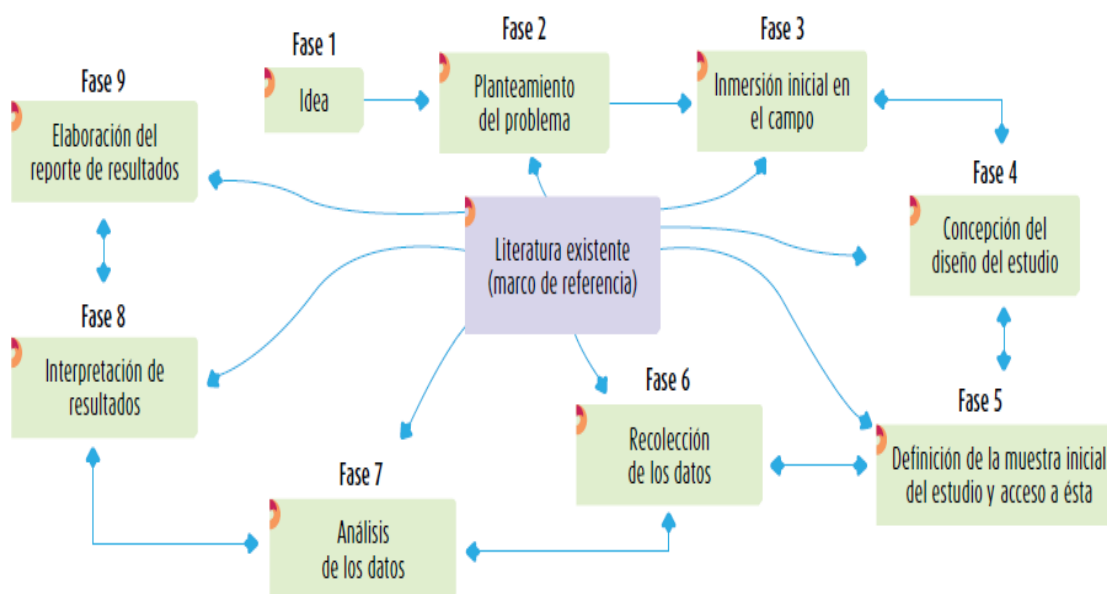 Fase 1
Idea
Fase 2
Planteamiento
del problema
Fase 3
Inmersión inicial en
el campo
Fase 4
Concepción del
diseño del estudio
Fase 5
Definición de la muestra inicial
del estudio y acceso a ésta
Fase 6
Recolección
de los datos
Fase 7
Análisis
de los datos
Fase 8
Interpretación de
resultados
Fase 9
Elaboración del
reporte de resultados
Literatura existente
(marco de referencia)